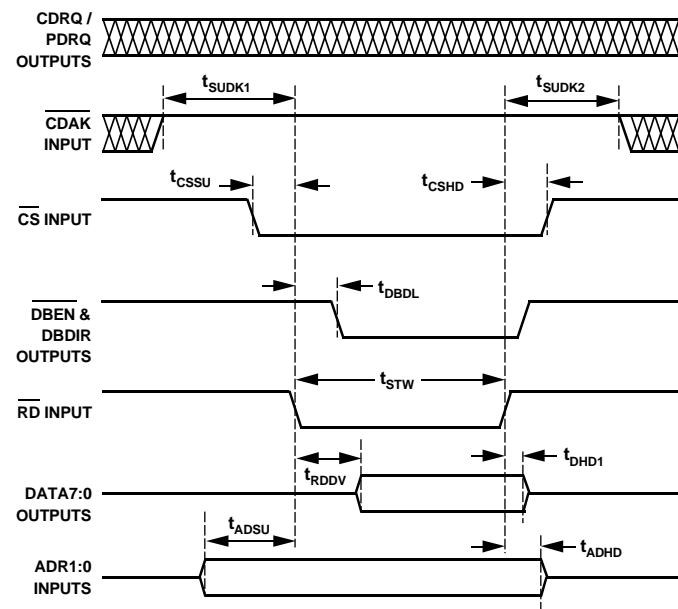 CDRQ /
PDRQ
OUTPUTS
tSUDK1
tSUDK2
CDAK
INPUT
tCSSU
tCSHD
CS INPUT
tDBDL
DBEN &
DBDIR
OUTPUTS
tSTW
RD INPUT
tRDDV
tDHD1
DATA7:0
OUTPUTS
tADSU
tADHD
ADR1:0
INPUTS